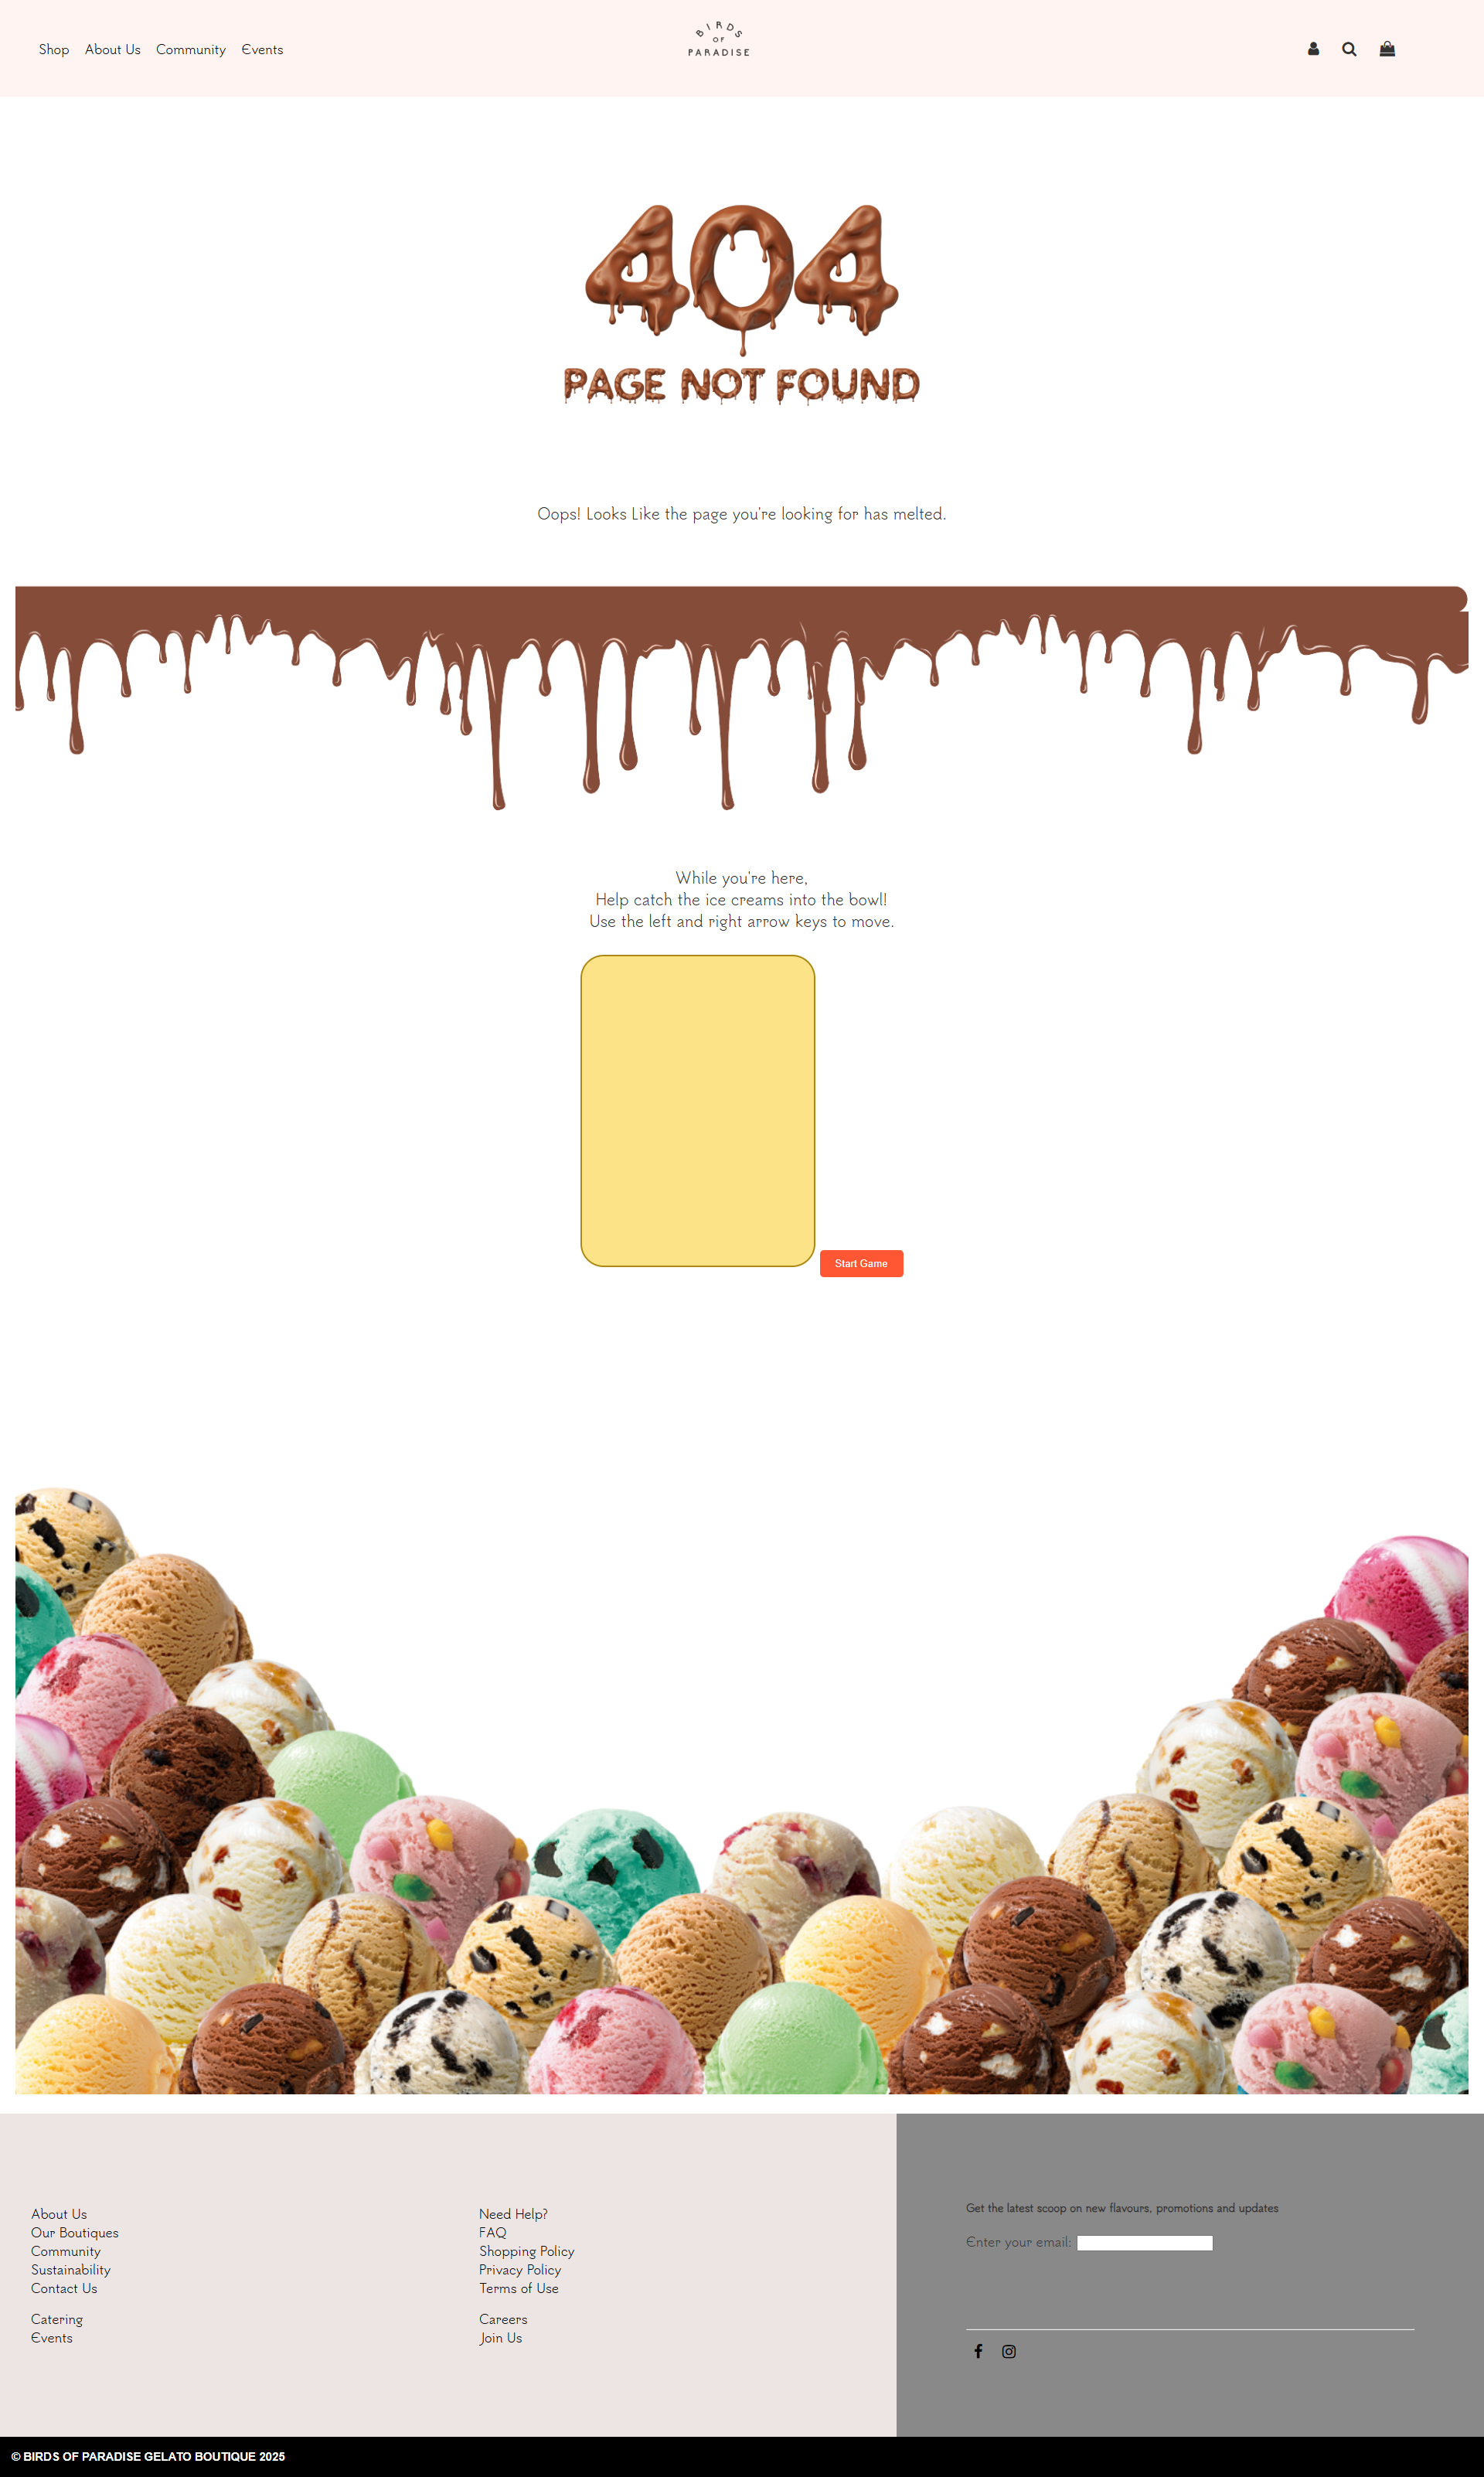 Shop About Us Community Events
BIRDS
OF
PARADISE
404
PAGE NOT FOUND
Oops! Looks Like the page you're looking for has melted.
While you're here,
Help catch the ice creams into the bowl!
Use the left and right arrow keys to move.
Start Game
About Us
Our Boutiques
Community
Sustainability
Contact Us
Catering
Events
Need Help?
FAQ
Shopping Policy
Privacy Policy
Terms of Use
Careers
Join Us
Get the latest scoop on new flavours, promotions and updates
Enter your email:
© BIRDS OF PARADISE GELATO BOUTIQUE 2025